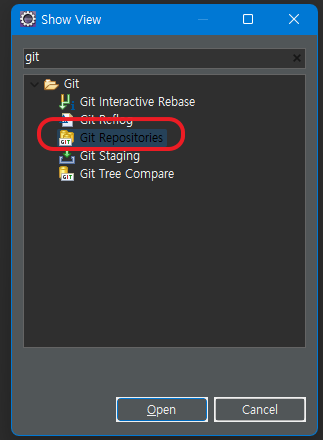 Show View
git
Git
Git Interactive Rebase
Git Reflog
Git Repositories
Git Staging
Git Tree Compare
Open
Cancel